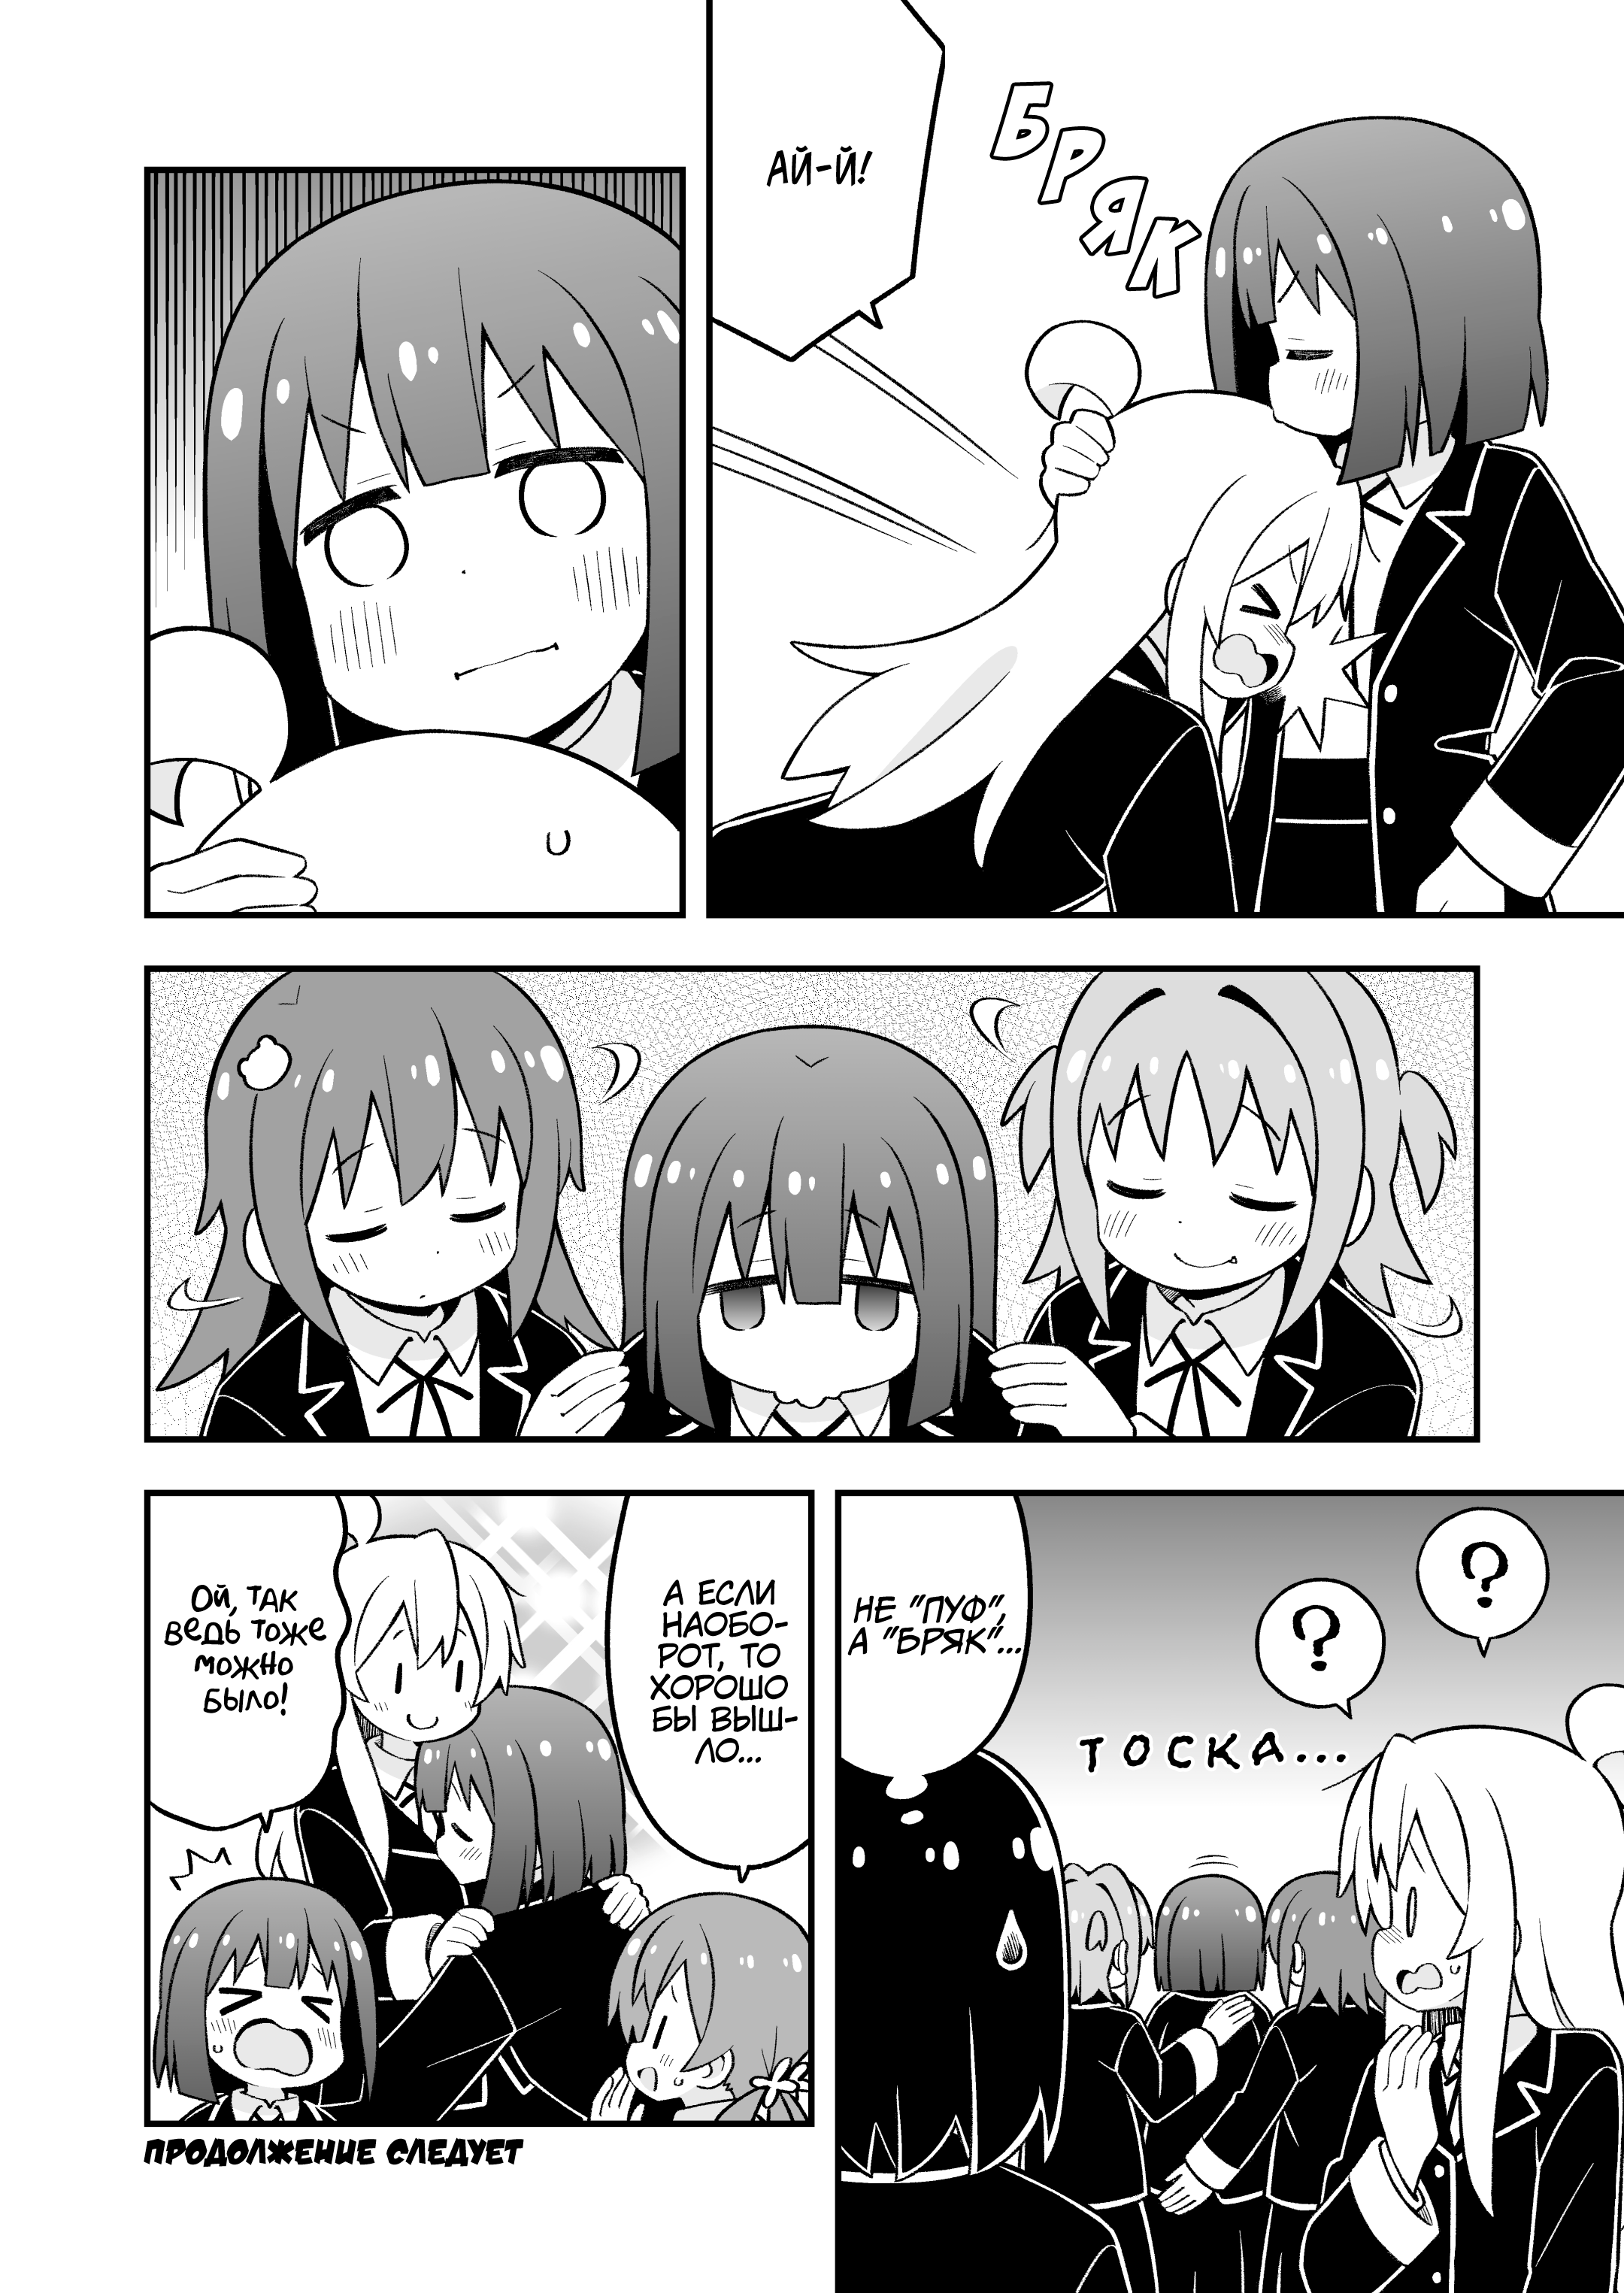 БРЯК
АЙ-Й!
?
?
ТОСКА...
НЕ "ПУФ",
А "БРЯК"...
А ЕСЛИ
НАОБО-
РОТ, ТО
ХОРОШО
БЫ ВЫШ-
ЛО...
ОЙ, ТАК
ВЕДЬ ТОЖЕ
МОЖНО
БЫЛО!
ПРОДОЛЖЕНИЕ СЛЕДУЕТ